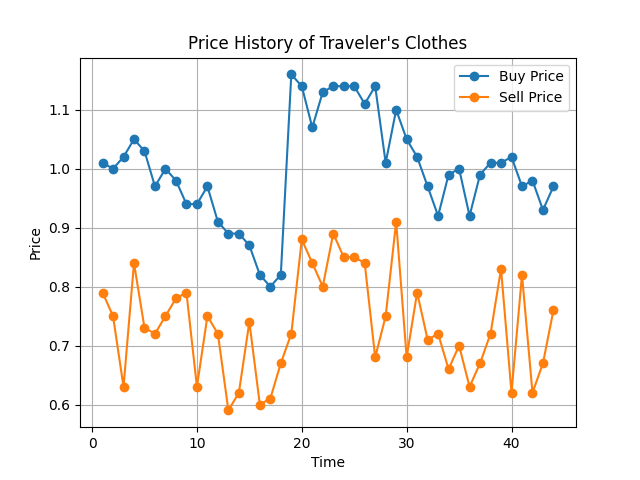 Price History of Traveler's Clothes
Buy Price
Sell Price
Price
1.1
1.0
0.9
0.8
0.7
0.6
0 10 20 30 40
Time